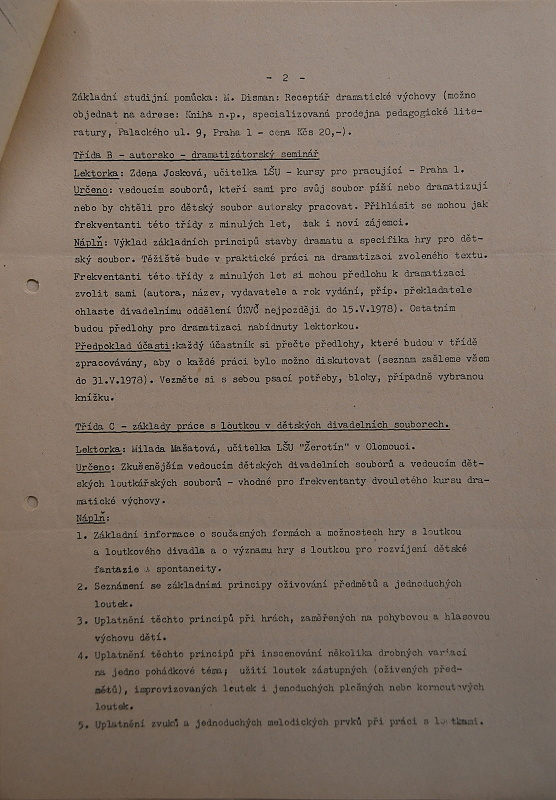 - 2 -
Základní studijní pomůcka: M. Disman: Receptář dramatické výchovy (možno
objednat na adrese: Kniha n.p., specializovaná prodejna pedagogické lite-
ratury, Palackého ul. 9, Praha 1 - cena Kčs 20,-).
Třída B - autorsko - dramatizátorský seminář
Lektorka: Zdena Josková, učitelka LŠU - kursy pro pracující - Praha 1.
Určeno: vedoucím souborů, kteří sami pro svůj soubor píší nebo dramatizují
nebo by chtěli pro dětský soubor autorsky pracovat. Přihlásit se mohou jak
frekventanti této třídy z minulých let, tak i noví zájemci.
Náplň: Výklad základních principů stavby dramatu a specifika hry pro dět-
ský soubor. Těžiště bude v praktické práci na dramatizaci zvoleného textu.
Frekventanti této třídy z minulých let si mohou předlohu k dramatizaci
zvolit sami (autora, název, vydavatele a rok vydání, příp. překladatele
ohlaste divadelnímu oddělení ÚKVČ nejpozději do 15.V.1978). Ostatním
budou předlohy pro dramatizaci nabídnuty lektorkou.
Předpoklad účasti:každý účastník si přečte předlohy, které budou v třídě
zpracovávány, aby o každé práci bylo možno diskutovat (seznam zašleme všem
do 31.V.1978). Vezměte si s sebou psací potřeby, bloky, případně vybranou
knížku.
Třída C - základy práce s loutkou v dětských divadelních souborech.
Lektorka: Milada Mašatová, učitelka LŠU "Žerotín" v Olomouci.
Určeno: Zkušenějším vedoucím dětských divadelních souborů a vedoucím dět-
ských loutkářských souborů - vhodné pro frekventanty dvouletého kursu dra-
matické výchovy.
Náplň:
1. Základní informace o současných formách a možnostech hry s loutkou
a loutkového divadla a o významu hry s loutkou pro rozvíjení dětské
fantazie a spontaneity.
2. Seznámení se základními principy oživování předmětů a jednoduchých
loutek.
3. Uplatnění těchto principů při hrách, zaměřených na pohybovou a hlasovou
výchovu dětí.
4. Uplatnění těchto principů při inscenování několika drobných variací
na jedno pohádkové téma; užití loutek zástupných (oživených před-
mětů), improvizovaných loutek i jenoduchých plošných nebo kornoutových
loutek.
5. Uplatnění zvuků a jednoduchých melodických prvků při práci s loutkami.